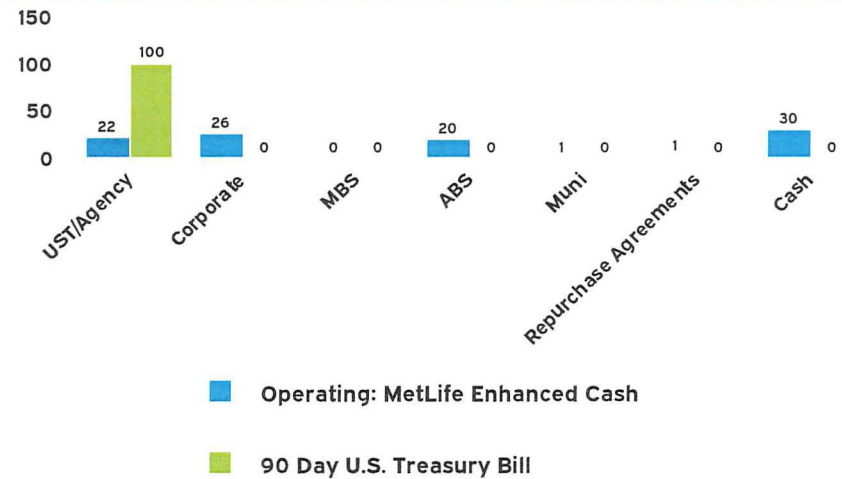 150
100
50
0
22
100
26
0
0
0
20
0
1
0
1
0
30
0
UST/Agency
Corporate
MBS
ABS
Muni
Repurchase Agreements
Cash
Operating: MetLife Enhanced Cash
90 Day U.S. Treasury Bill